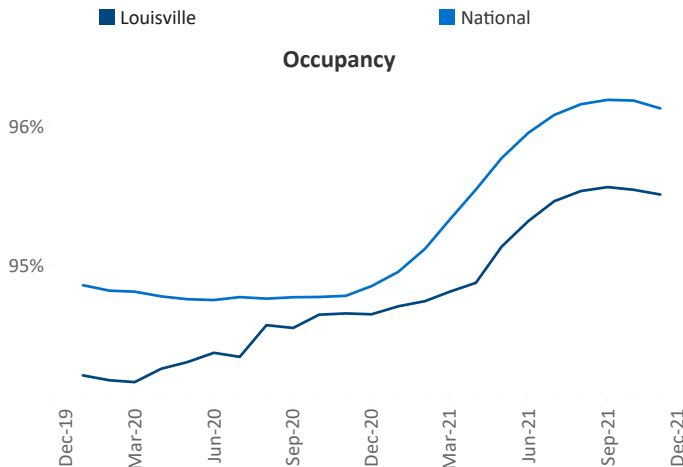 Louisville
National
Occupancy
96%
95%
Dec-19
Mar-20
Jun-20
Sep-20
Dec-20
Mar-21
Jun-21
Sep-21
Dec-21